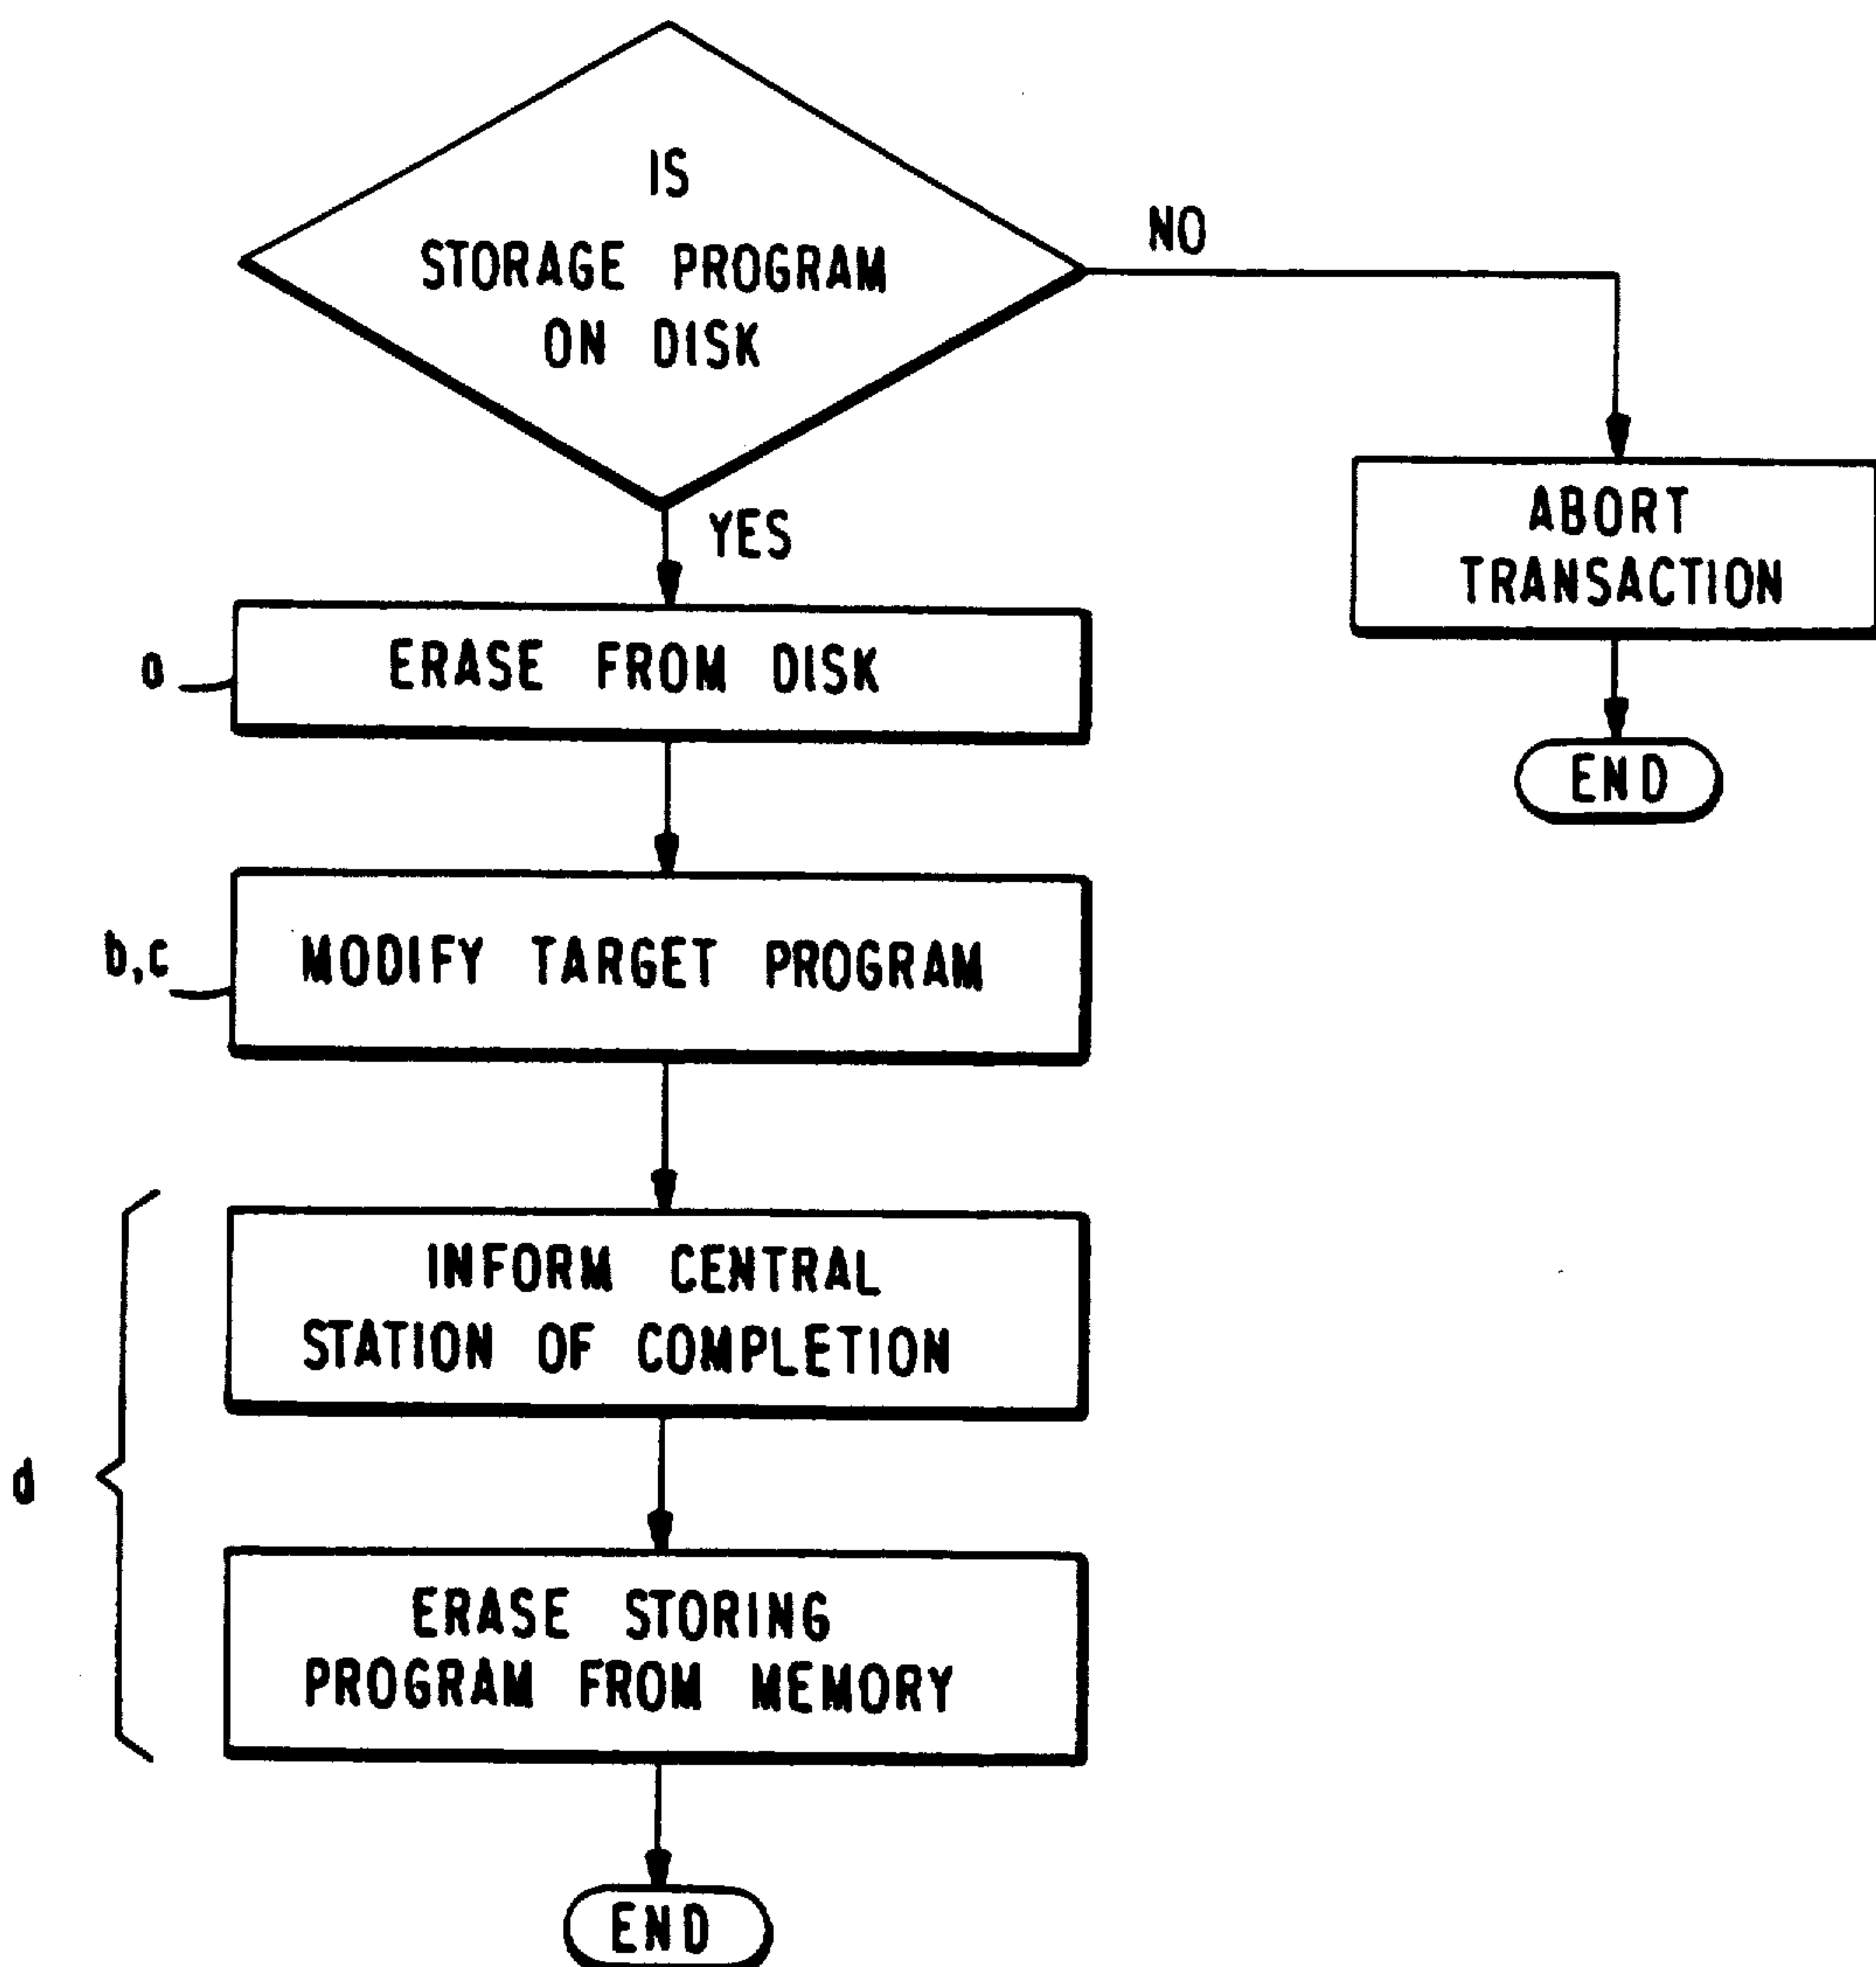 IS
STORAGE PROGRAM
ON DISK
NO
YES
ABORT
TRANSACTION
END
a
ERASE FROM DISK
b,c
MODIFY TARGET PROGRAM
d
INFORM CENTRAL
STATION OF COMPLETION
ERASE STORING
PROGRAM FROM MEMORY
END